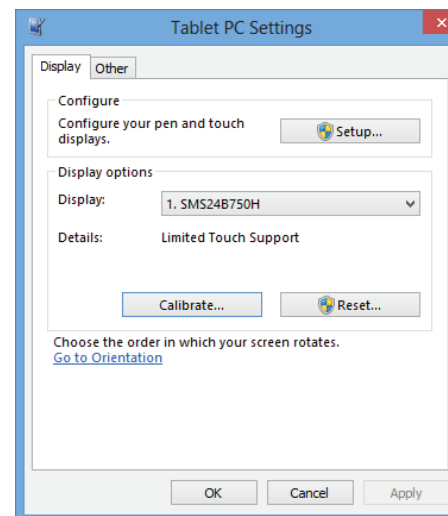 Tablet PC Settings
Display Other
Configure
Configure your pen and touch
displays.
Setup...
Display options
Display: 1. SMS24B750H
Details: Limited Touch Support
Calibrate... Reset...
Choose the order in which your screen rotates.
Go to Orientation
OK Cancel Apply